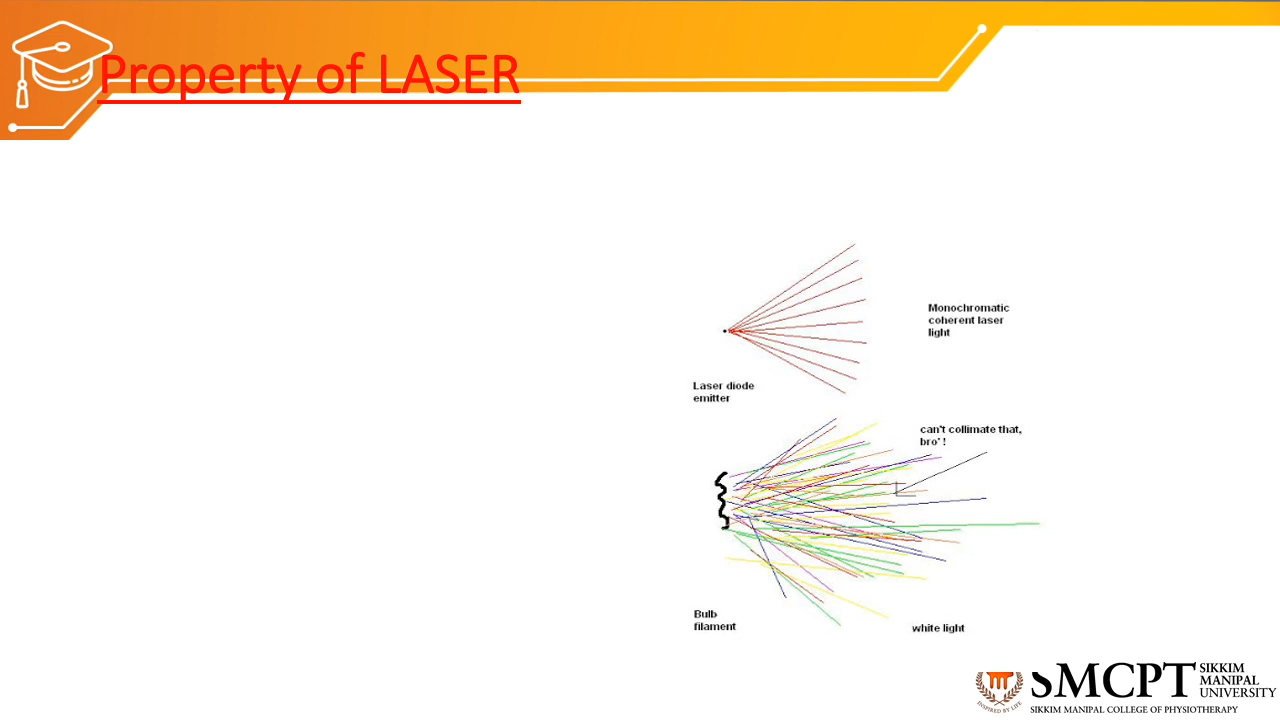 Property of LASER
Monochromatic
coherent laser
light
Laser diode
emitter
can't collimate that,
bro' !
Bulb
filament
white light
INSPIRED BY LIFE
SMCPT
SIKKIM
MANIPAL
UNIVERSITY
SIKKIM MANIPAL COLLEGE OF PHYSIOTHERAPY